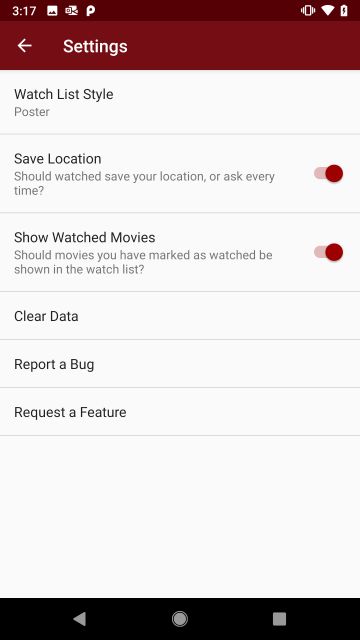 3:17
Settings
Watch List Style
Poster
Save Location
Should watched save your location, or ask every
time?
Show Watched Movies
Should movies you have marked as watched be
shown in the watch list?
Clear Data
Report a Bug
Request a Feature